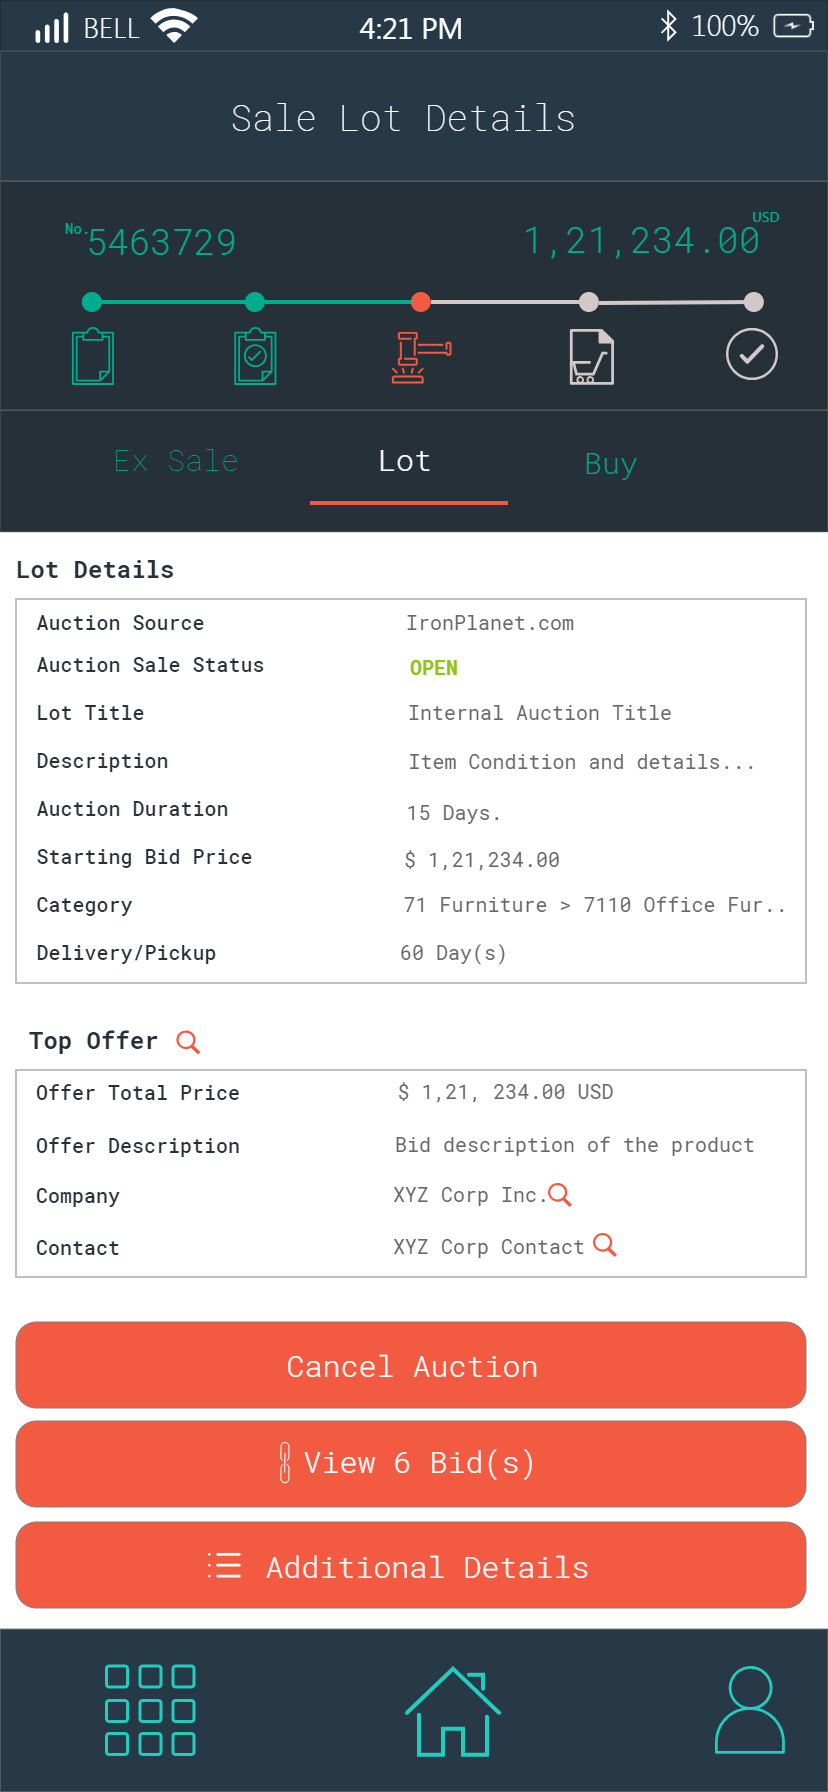 BELL 4:21 PM 100%
Sale Lot Details
No.5463729 1,21,234.00 USD
Ex Sale Lot Buy
Lot Details
Auction Source IronPlanet.com
Auction Sale Status OPEN
Lot Title Internal Auction Title
Description Item Condition and details...
Auction Duration 15 Days.
Starting Bid Price $ 1,21,234.00
Category 71 Furniture > 7110 Office Fur..
Delivery/Pickup 60 Day(s)
Top Offer
Offer Total Price $ 1,21, 234.00 USD
Offer Description Bid description of the product
Company XYZ Corp Inc.
Contact XYZ Corp Contact
Cancel Auction
View 6 Bid(s)
Additional Details